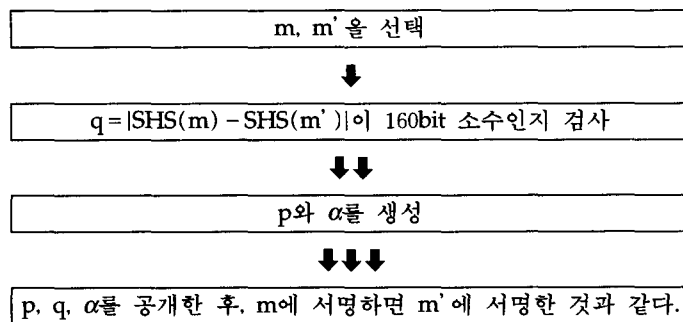 m, m'을 선택
q=|SHS(m)-SHS(m')|이 160bit 소수인지 검사
p와 α를 생성
p, q, α를 공개한 후, m에 서명하면 m'에 서명한 것과 같다.